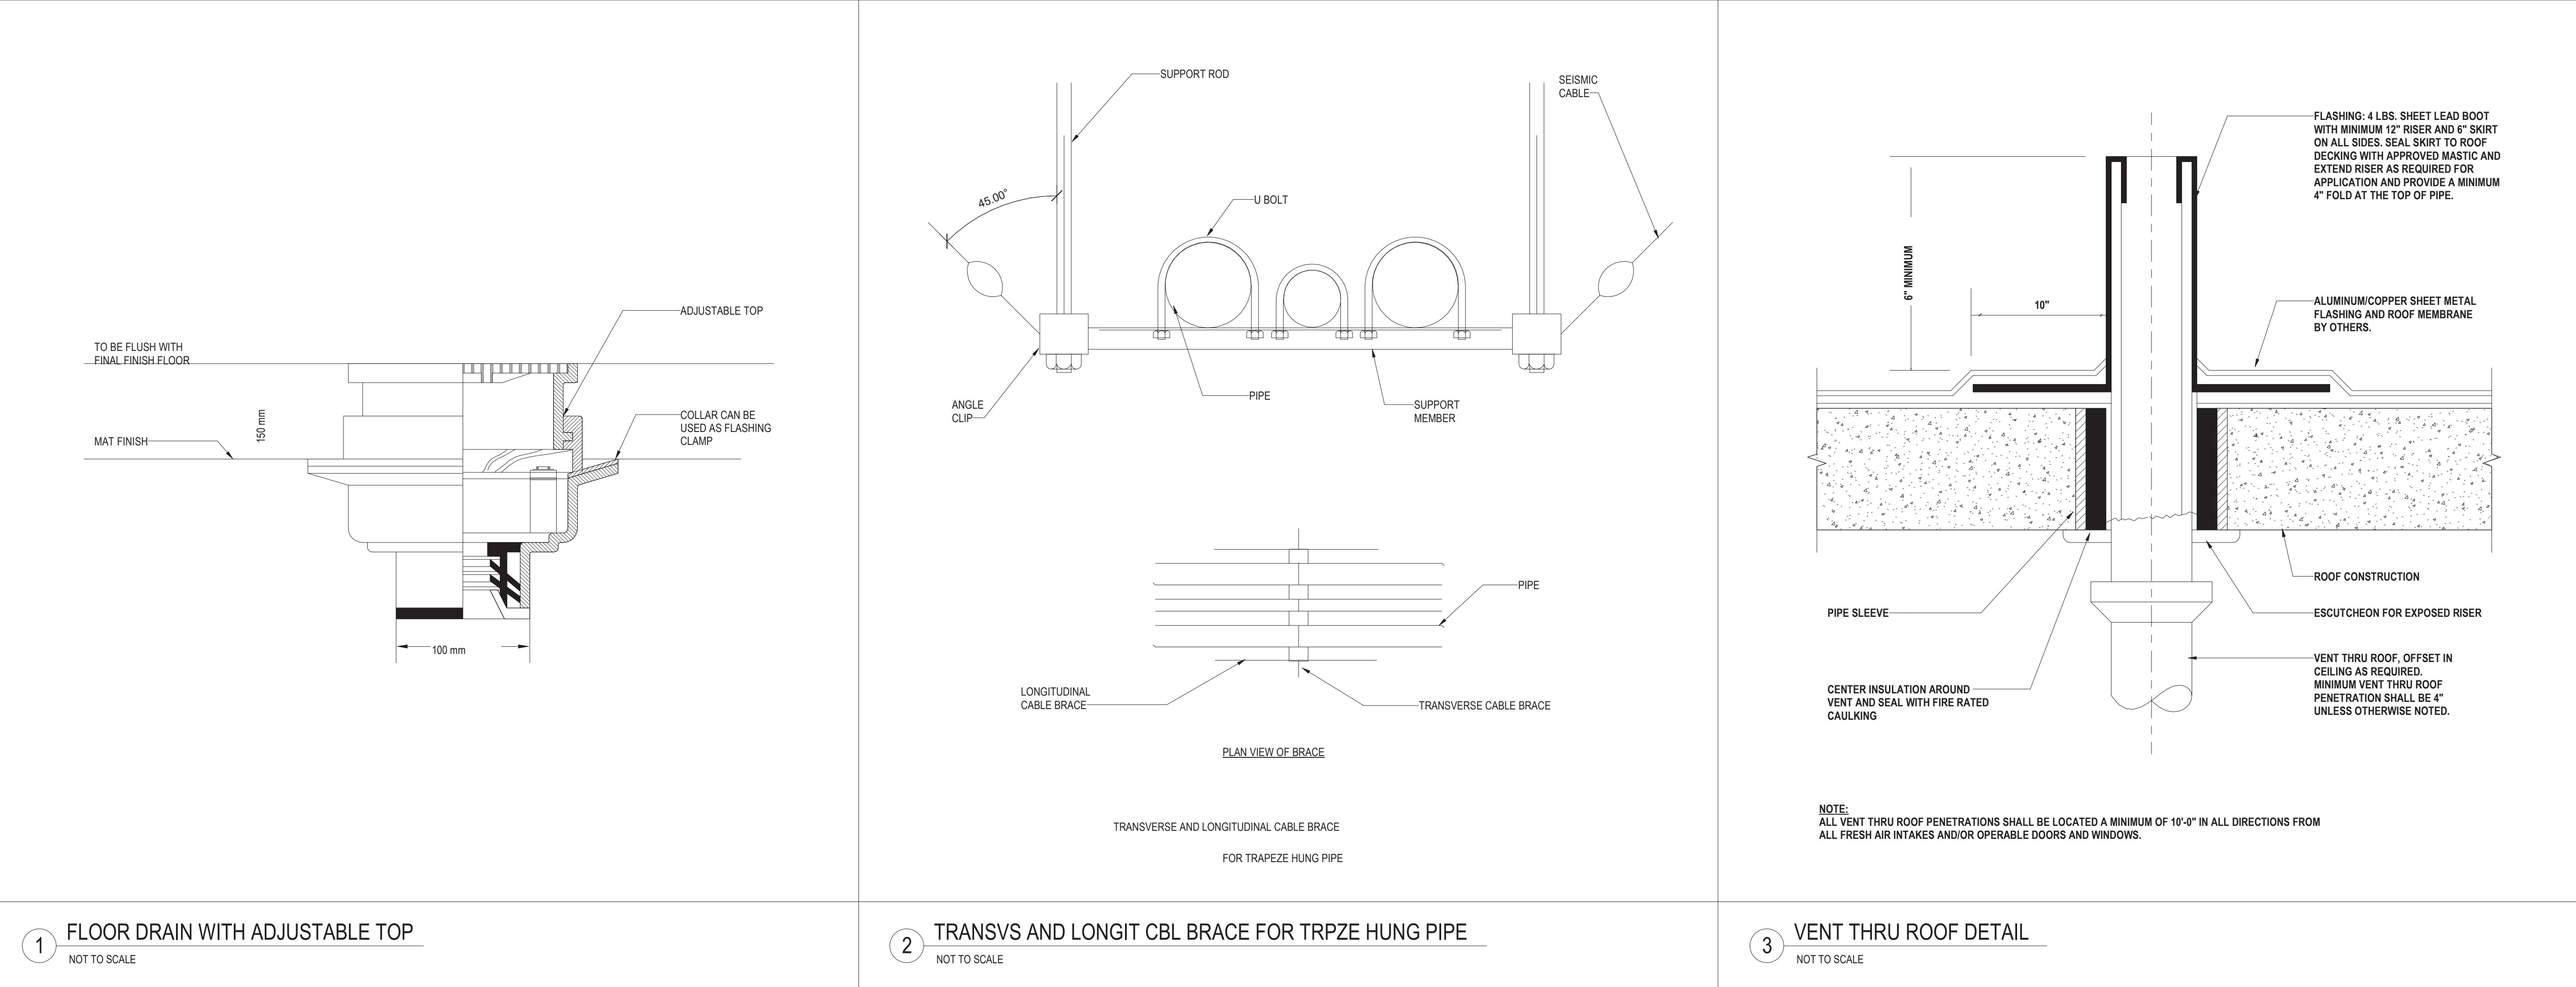 TO BE FLUSH WITH
FINAL FINISH FLOOR
150 mm
MAT FINISH
ADJUSTABLE TOP
COLLAR CAN BE
USED AS FLASHING
CLAMP
100 mm
1
FLOOR DRAIN WITH ADJUSTABLE TOP
NOT TO SCALE
SUPPORT ROD
SEISMIC
CABLE
45.00°
U BOLT
ANGLE
CLIP
PIPE
SUPPORT
MEMBER
PIPE
LONGITUDINAL
CABLE BRACE
TRANSVERSE CABLE BRACE
PLAN VIEW OF BRACE
TRANSVERSE AND LONGITUDINAL CABLE BRACE
FOR TRAPEZE HUNG PIPE
2
TRANSVS AND LONGIT CBL BRACE FOR TRPZE HUNG PIPE
NOT TO SCALE
FLASHING: 4 LBS. SHEET LEAD BOOT
WITH MINIMUM 12" RISER AND 6" SKIRT
ON ALL SIDES. SEAL SKIRT TO ROOF
DECKING WITH APPROVED MASTIC AND
EXTEND RISER AS REQUIRED FOR
APPLICATION AND PROVIDE A MINIMUM
4" FOLD AT THE TOP OF PIPE.
6" MINIMUM
10"
ALUMINUM/COPPER SHEET METAL
FLASHING AND ROOF MEMBRANE
BY OTHERS.
ROOF CONSTRUCTION
PIPE SLEEVE
ESCUTCHEON FOR EXPOSED RISER
VENT THRU ROOF, OFFSET IN
CEILING AS REQUIRED.
MINIMUM VENT THRU ROOF
PENETRATION SHALL BE 4"
UNLESS OTHERWISE NOTED.
CENTER INSULATION AROUND
VENT AND SEAL WITH FIRE RATED
CAULKING
NOTE:
ALL VENT THRU ROOF PENETRATIONS SHALL BE LOCATED A MINIMUM OF 10'-0" IN ALL DIRECTIONS FROM
ALL FRESH AIR INTAKES AND/OR OPERABLE DOORS AND WINDOWS.
3
VENT THRU ROOF DETAIL
NOT TO SCALE